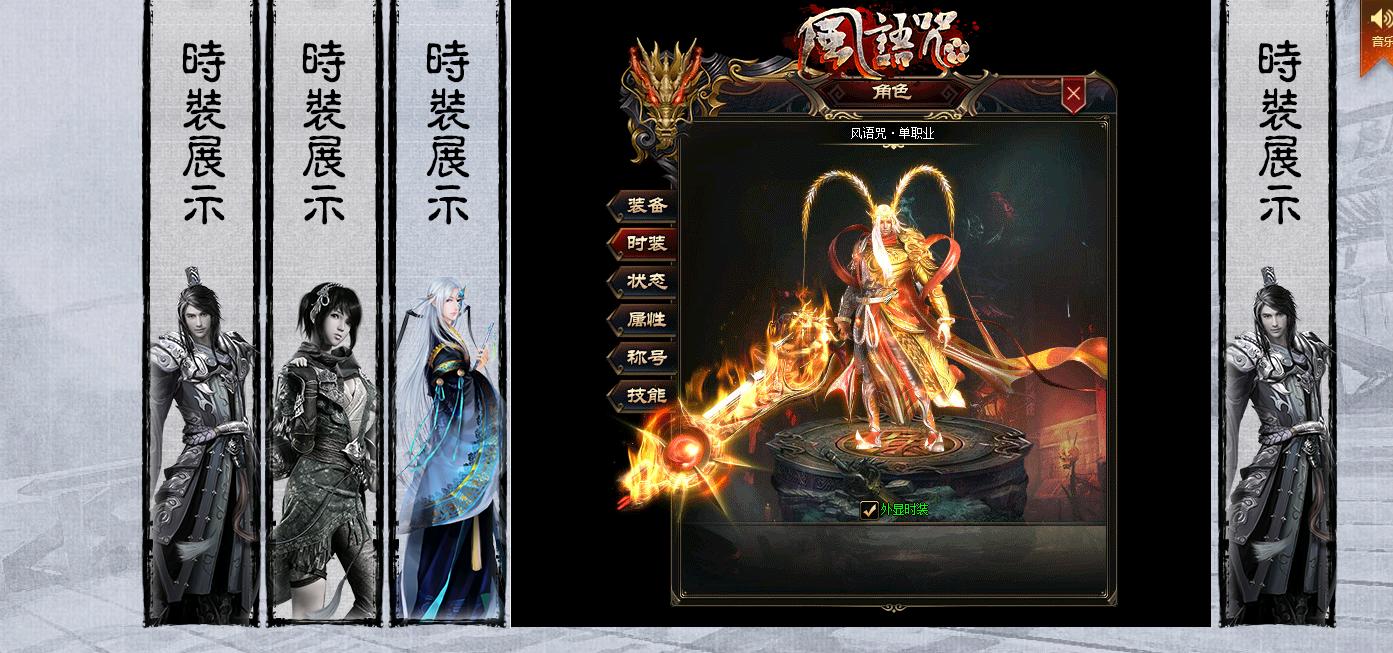 時裝展示
時裝展示
時裝展示
風語咒
角色
风语咒·单职业
装备
时装
状态
属性
称号
技能
外显时装
時裝展示
音乐